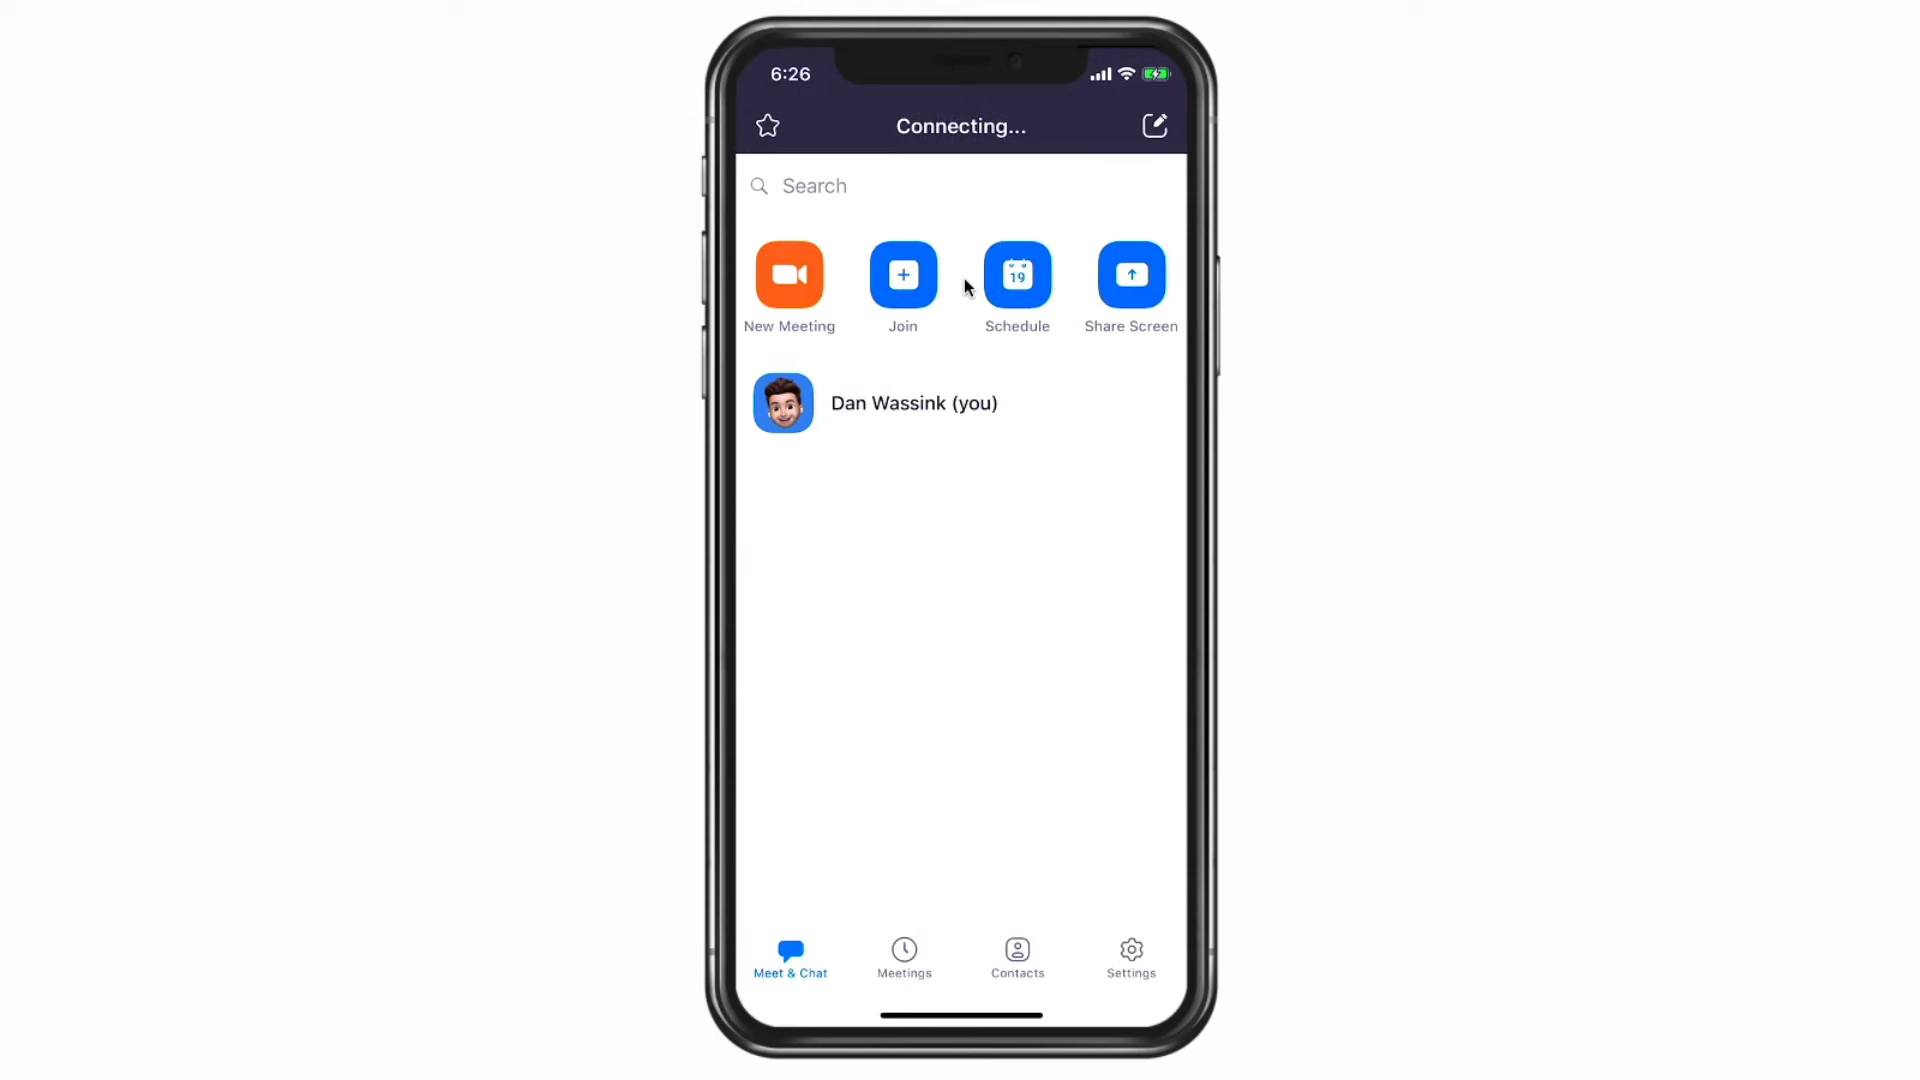 6:26
Connecting...
Search
19
New Meeting Join Schedule Share Screen
Dan Wassink (you)
Meet & Chat Meetings Contacts Settings